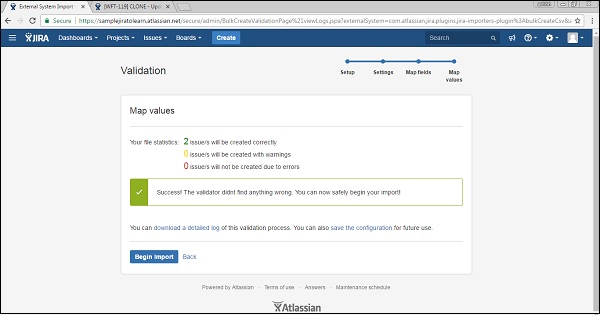 External System Import
[WFT-119] CLONE - Upd
Secure https://samplejiratolearn.atlassian.net/secure/admin/BulkCreateValidationPage%21viewLogs.jspa?externalSystem=com.atlassian.jira.plugins.jira-importers-plugin%3AbulkCreateCsv&
JIRA Dashboards Projects Issues Boards Create Search
Validation
Setup Settings Map fields Map values
Map values
Your file statistics: 2 issue/s will be created correctly
0 issue/s will be created with warnings
0 issue/s will not be created due to errors
Success! The validator didnt find anything wrong. You can now safely begin your import!
You can download a detailed log of this validation process. You can also save the configuration for future use.
Begin Import Back
Powered by Atlassian · Terms of use · Answers · Maintenance schedule
Atlassian